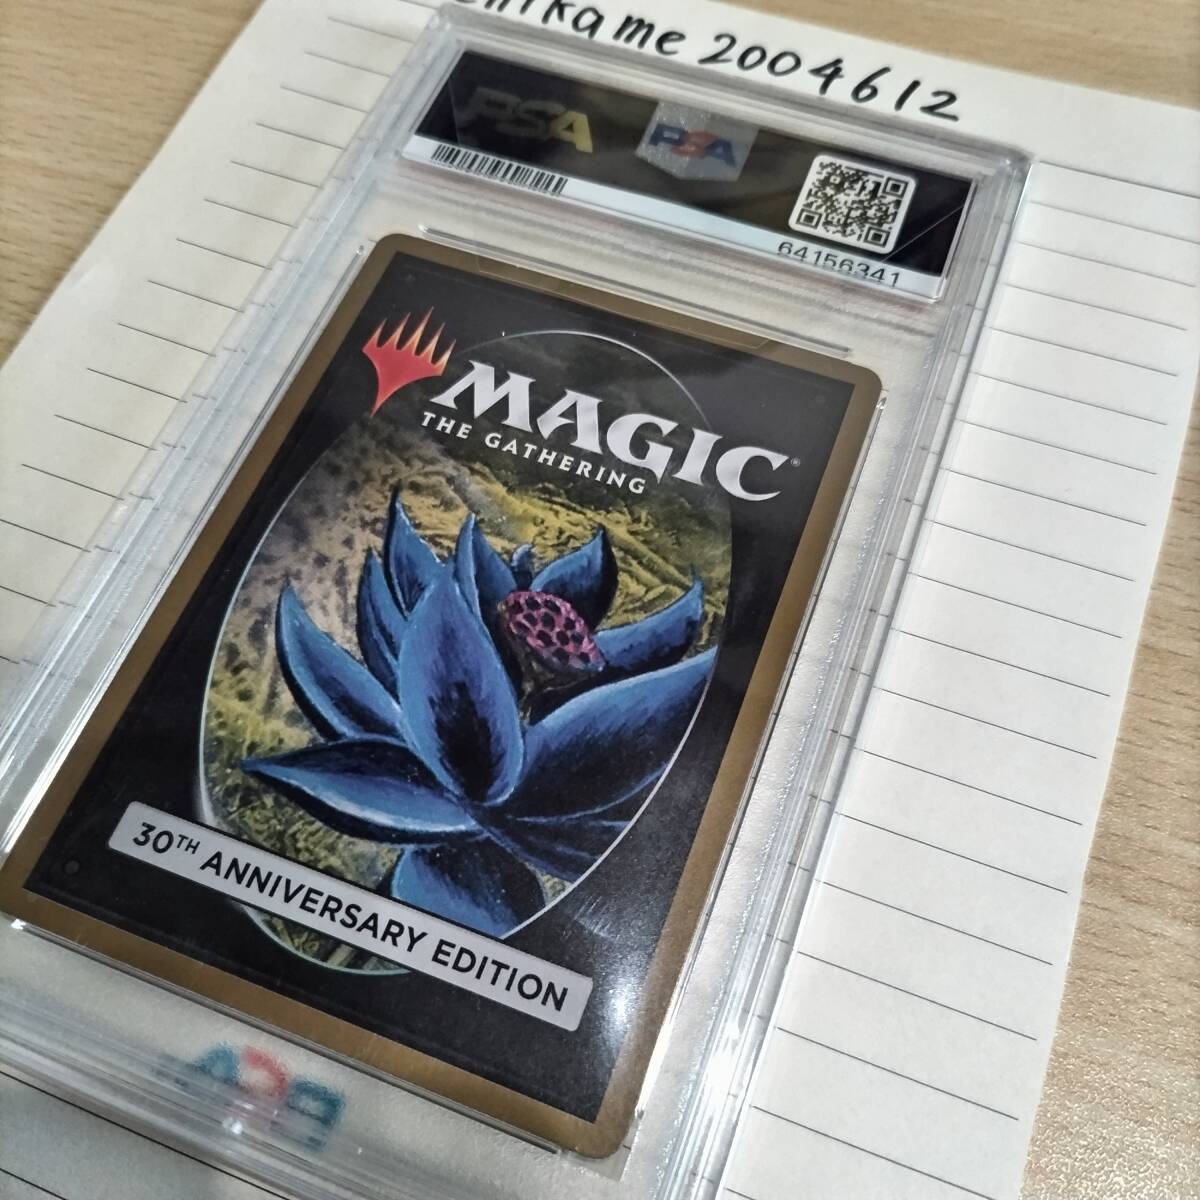 2004612
PSA
PSA
64156341
MAGIC®
THE GATHERING
30TH ANNIVERSARY EDITION